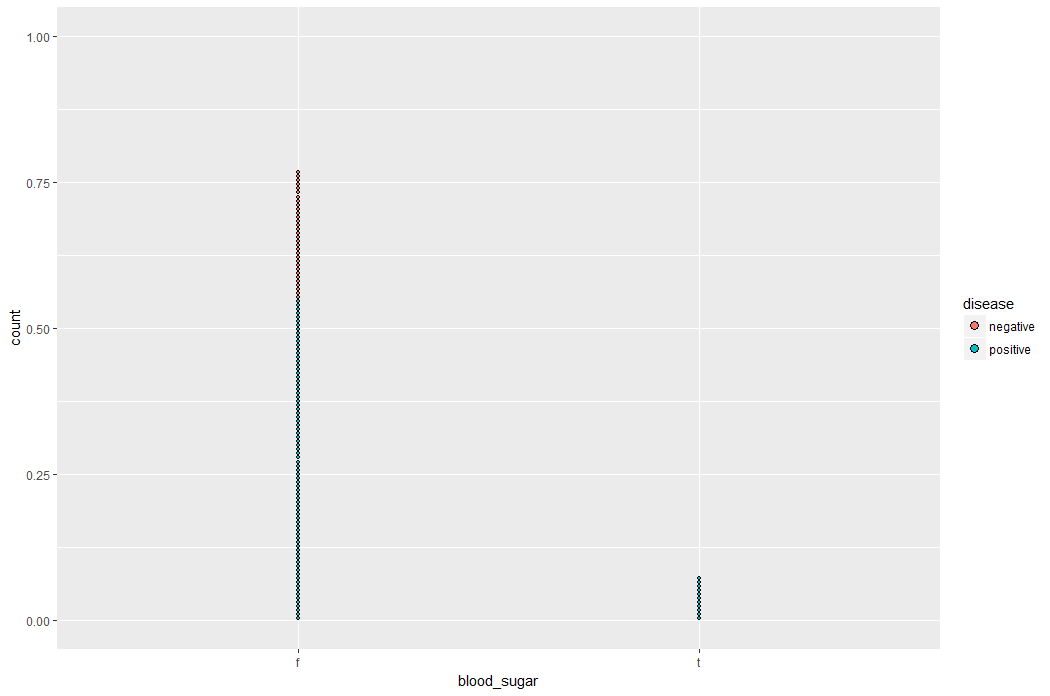 1.00
0.75
0.50
0.25
0.00
count
f
t
blood_sugar
disease
negative
positive